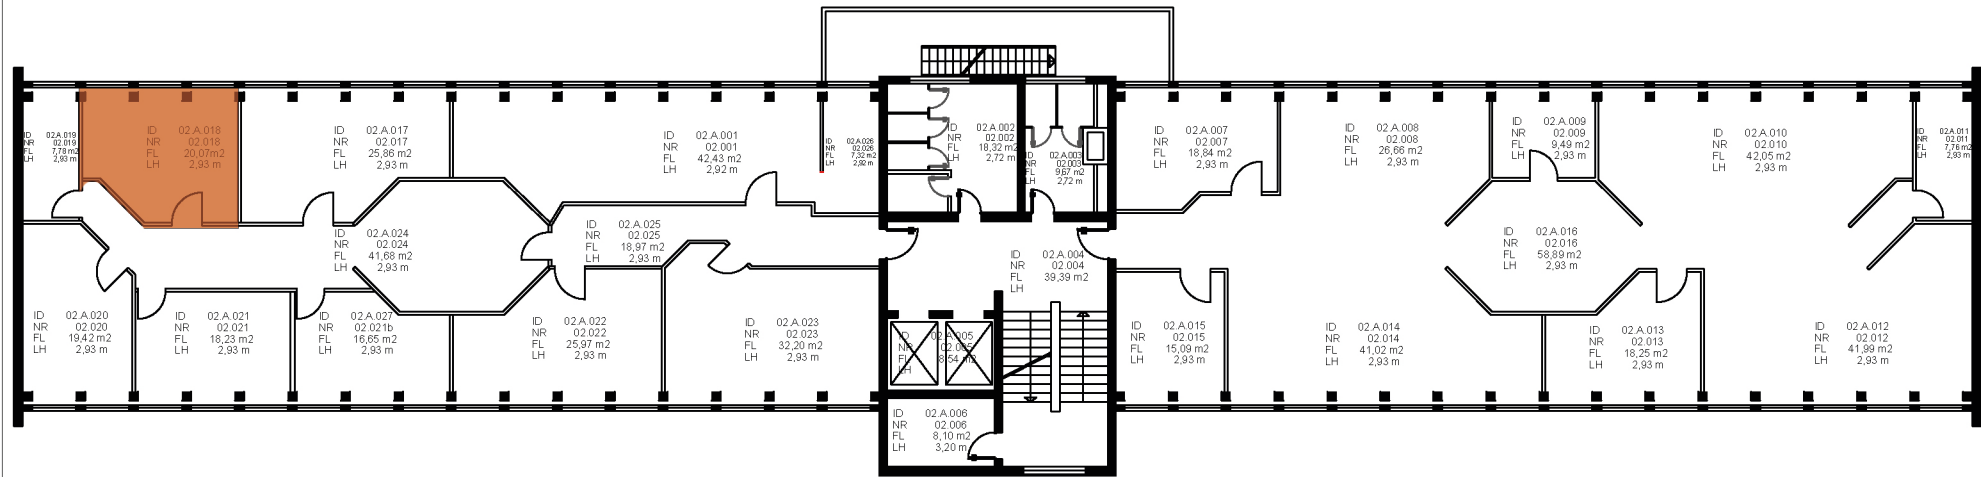 ID 02.A.019
NR 02.019
FL 7,78 m2
LH 2,93 m
ID 02.A.018
NR 02.018
FL 20,07m2
LH 2,93 m
ID 02.A.017
NR 02.017
FL 25,86 m2
LH 2,93 m
ID 02.A.001
NR 02.001
FL 42,43 m2
LH 2,92 m
ID 02.A.026
NR 02.026
FL 7,32 m2
LH 2,92 m
ID 02.A.002
NR 02.002
FL 18,32 m2
LH 2,72 m
ID 02.A.003
NR 02.003
FL 9,67 m2
LH 2,72 m
ID 02.A.007
NR 02.007
FL 18,84 m2
LH 2,93 m
ID 02.A.008
NR 02.008
FL 26,66 m2
LH 2,93 m
ID 02.A.009
NR 02.009
FL 9,49 m2
LH 2,93 m
ID 02.A.010
NR 02.010
FL 42,05 m2
LH 2,93 m
ID 02.A.011
NR 02.011
FL 7,76 m2
LH 2,93 m
ID 02.A.024
NR 02.024
FL 41,68 m2
LH 2,93 m
ID 02.A.025
NR 02.025
FL 18,97 m2
LH 2,93 m
ID 02.A.004
NR 02.004
FL 39,39 m2
LH
ID 02.A.016
NR 02.016
FL 58,89 m2
LH 2,93 m
ID 02.A.020
NR 02.020
FL 19,42 m2
LH 2,93 m
ID 02.A.021
NR 02.021
FL 18,23 m2
LH 2,93 m
ID 02.A.027
NR 02.021b
FL 16,65 m2
LH 2,93 m
ID 02.A.022
NR 02.022
FL 25,97 m2
LH 2,93 m
ID 02.A.023
NR 02.023
FL 32,20 m2
LH 2,93 m
ID 02.A.005
NR 02.005
FL 8,54 m2
LH
ID 02.A.015
NR 02.015
FL 15,09 m2
LH 2,93 m
ID 02.A.014
NR 02.014
FL 41,02 m2
LH 2,93 m
ID 02.A.013
NR 02.013
FL 18,25 m2
LH 2,93 m
ID 02.A.012
NR 02.012
FL 41,99 m2
LH 2,93 m
ID 02.A.006
NR 02.006
FL 8,10 m2
LH 3,20 m